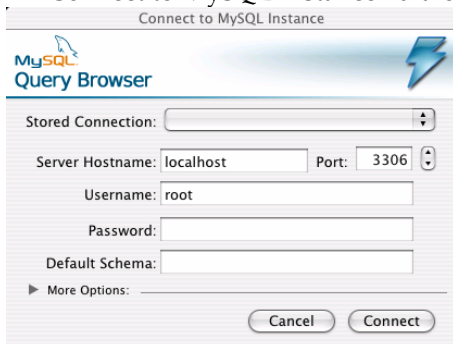 Connect to MySQL Instance
MySQL
Query Browser
Stored Connection:
Server Hostname: localhost Port: 3306
Username: root
Password:
Default Schema:
More Options:
Cancel Connect